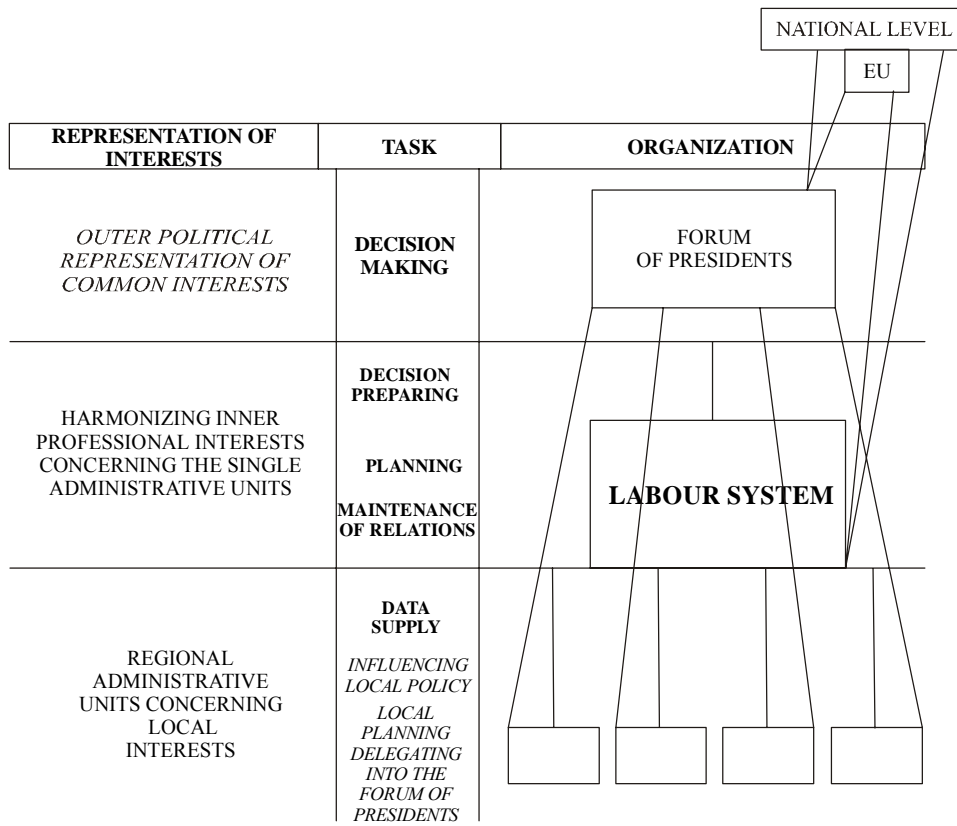 NATIONAL LEVEL
EU
REPRESENTATION OF
INTERESTS
TASK
ORGANIZATION
OUTER POLITICAL
REPRESENTATION OF
COMMON INTERESTS
DECISION
MAKING
FORUM
OF PRESIDENTS
HARMONIZING INNER
PROFESSIONAL INTERESTS
CONCERNING THE SINGLE
ADMINISTRATIVE UNITS
DECISION
PREPARING
PLANNING
MAINTENANCE
OF RELATIONS
LABOUR SYSTEM
REGIONAL
ADMINISTRATIVE
UNITS CONCERNING
LOCAL
INTERESTS
DATA
SUPPLY
INFLUENCING
LOCAL POLICY
LOCAL
PLANNING
DELEGATING
INTO THE
FORUM OF
PRESIDENTS